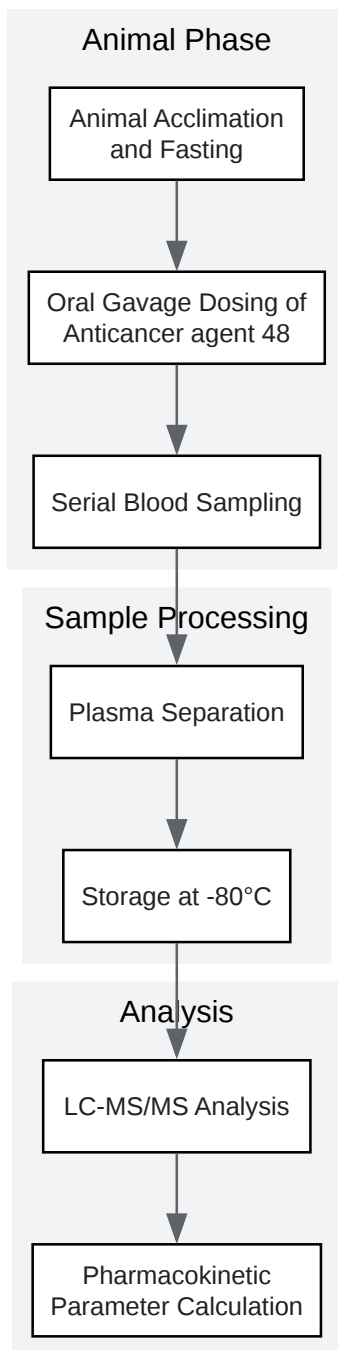 Animal Phase
Animal Acclimation
and Fasting
Oral Gavage Dosing of
Anticancer agent 48
Serial Blood Sampling
Sample Processing
Plasma Separation
Storage at -80°C
Analysis
LC-MS/MS Analysis
Pharmacokinetic
Parameter Calculation